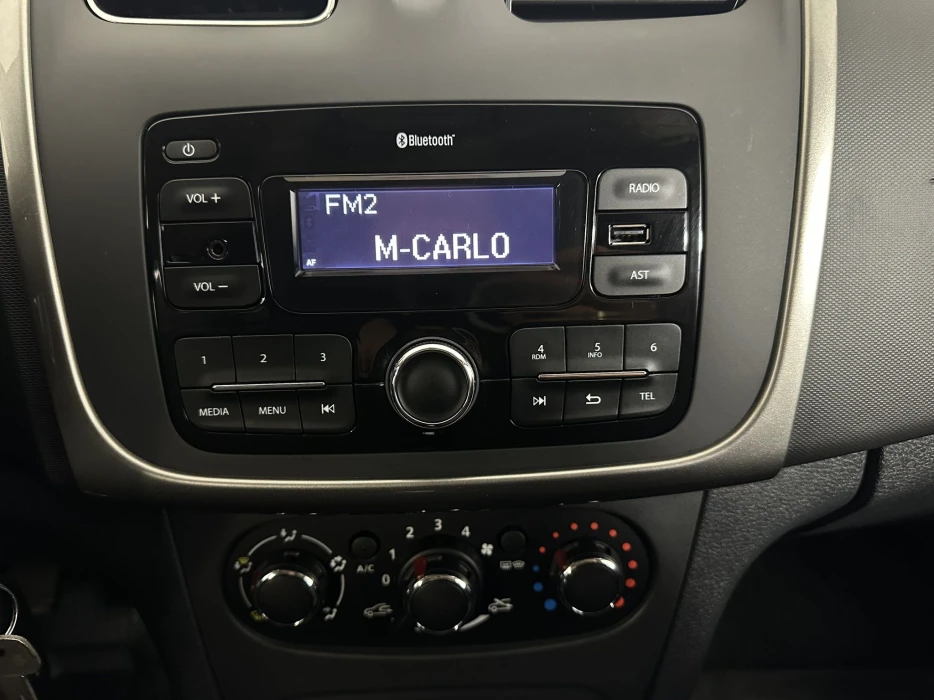 Bluetooth
VOL +
RADIO
FM2
M-CARLO
AF
VOL –
AST
1
2
3
4
RDM
5
INFO
6
MEDIA
MENU
TEL
0
1
2
3
4
A/C